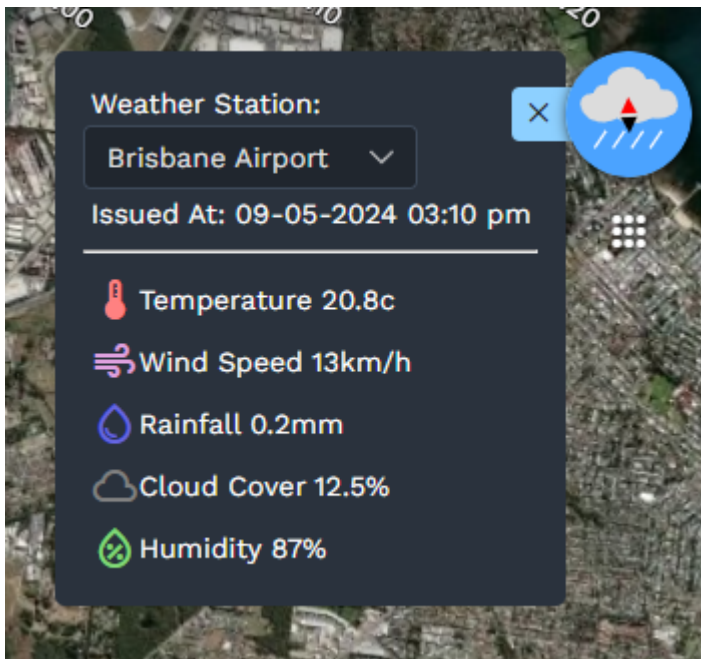 Weather Station:
Brisbane Airport
Issued At: 09-05-2024 03:10 pm
Temperature 20.8c
Wind Speed 13km/h
Rainfall 0.2mm
Cloud Cover 12.5%
Humidity 87%